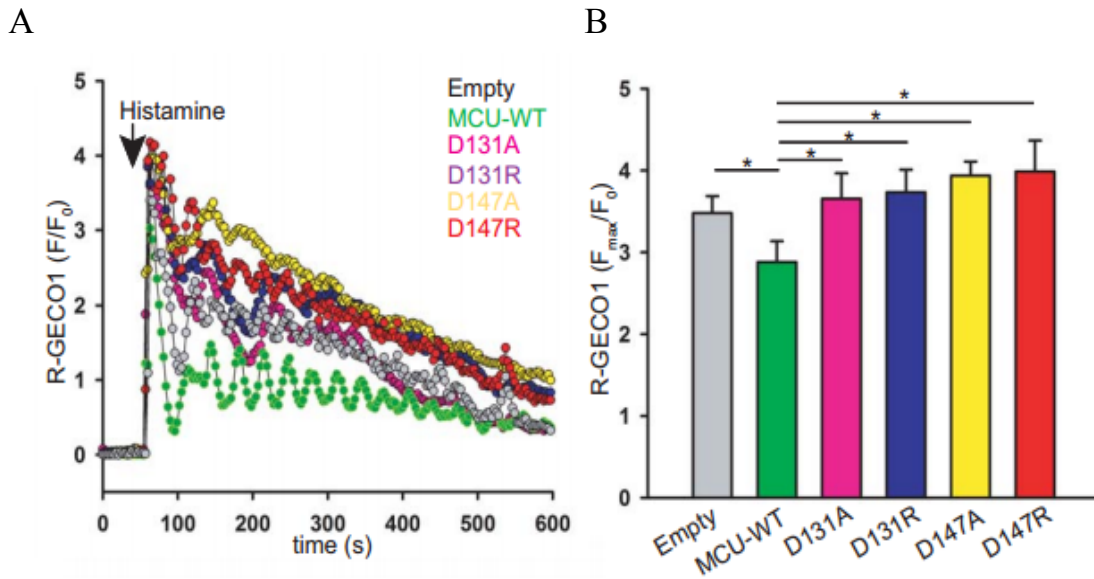 A
B
5
4
3
2
1
0
R-GECO1 (F/F₀)
Histamine
Empty
MCU-WT
D131A
D131R
D147A
D147R
0 100 200 300 400 500 600
time (s)
5
4
3
2
1
0
R-GECO1 (Fmax/F₀)
*
*
*
* *
Empty MCU-WT D131A D131R D147A D147R